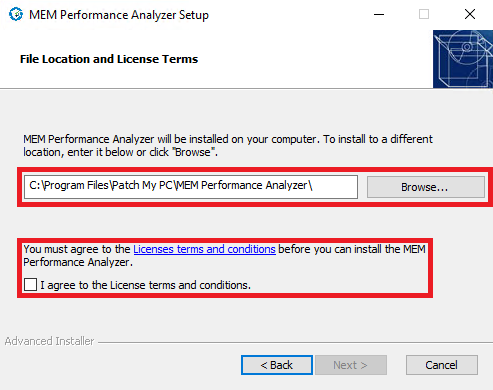 MEM Performance Analyzer Setup
File Location and License Terms
MEM Performance Analyzer will be installed on your computer. To install to a different
location, enter it below or click "Browse".
C:\Program Files\Patch My PC\MEM Performance Analyzer\
Browse...
You must agree to the Licenses terms and conditions before you can install the MEM
Performance Analyzer.
I agree to the License terms and conditions.
Advanced Installer
< Back
Next >
Cancel